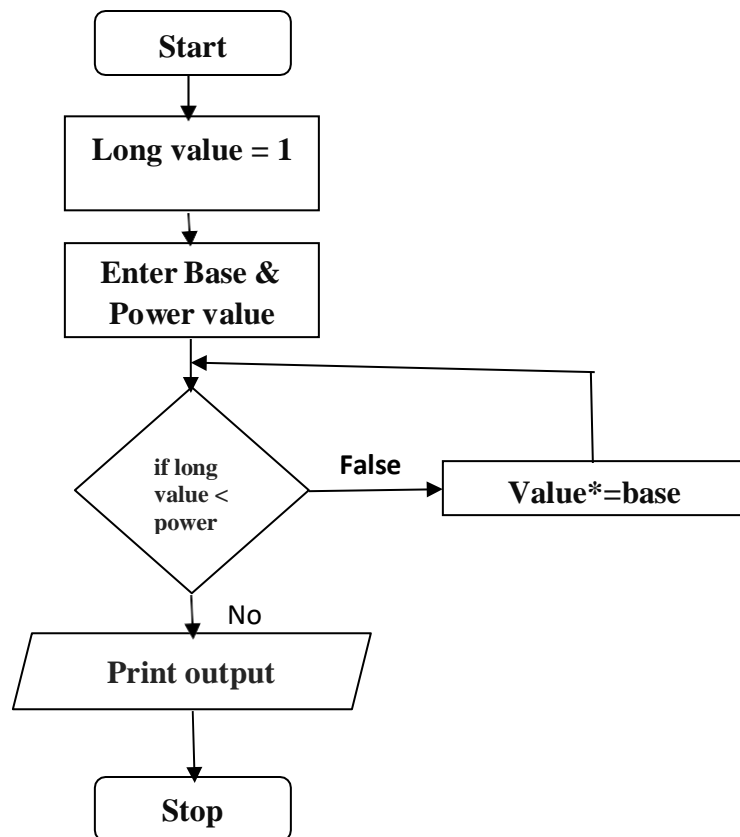 Start
Long value = 1
Enter Base &
Power value
if long
value <
power
False
Value*=base
No
Print output
Stop